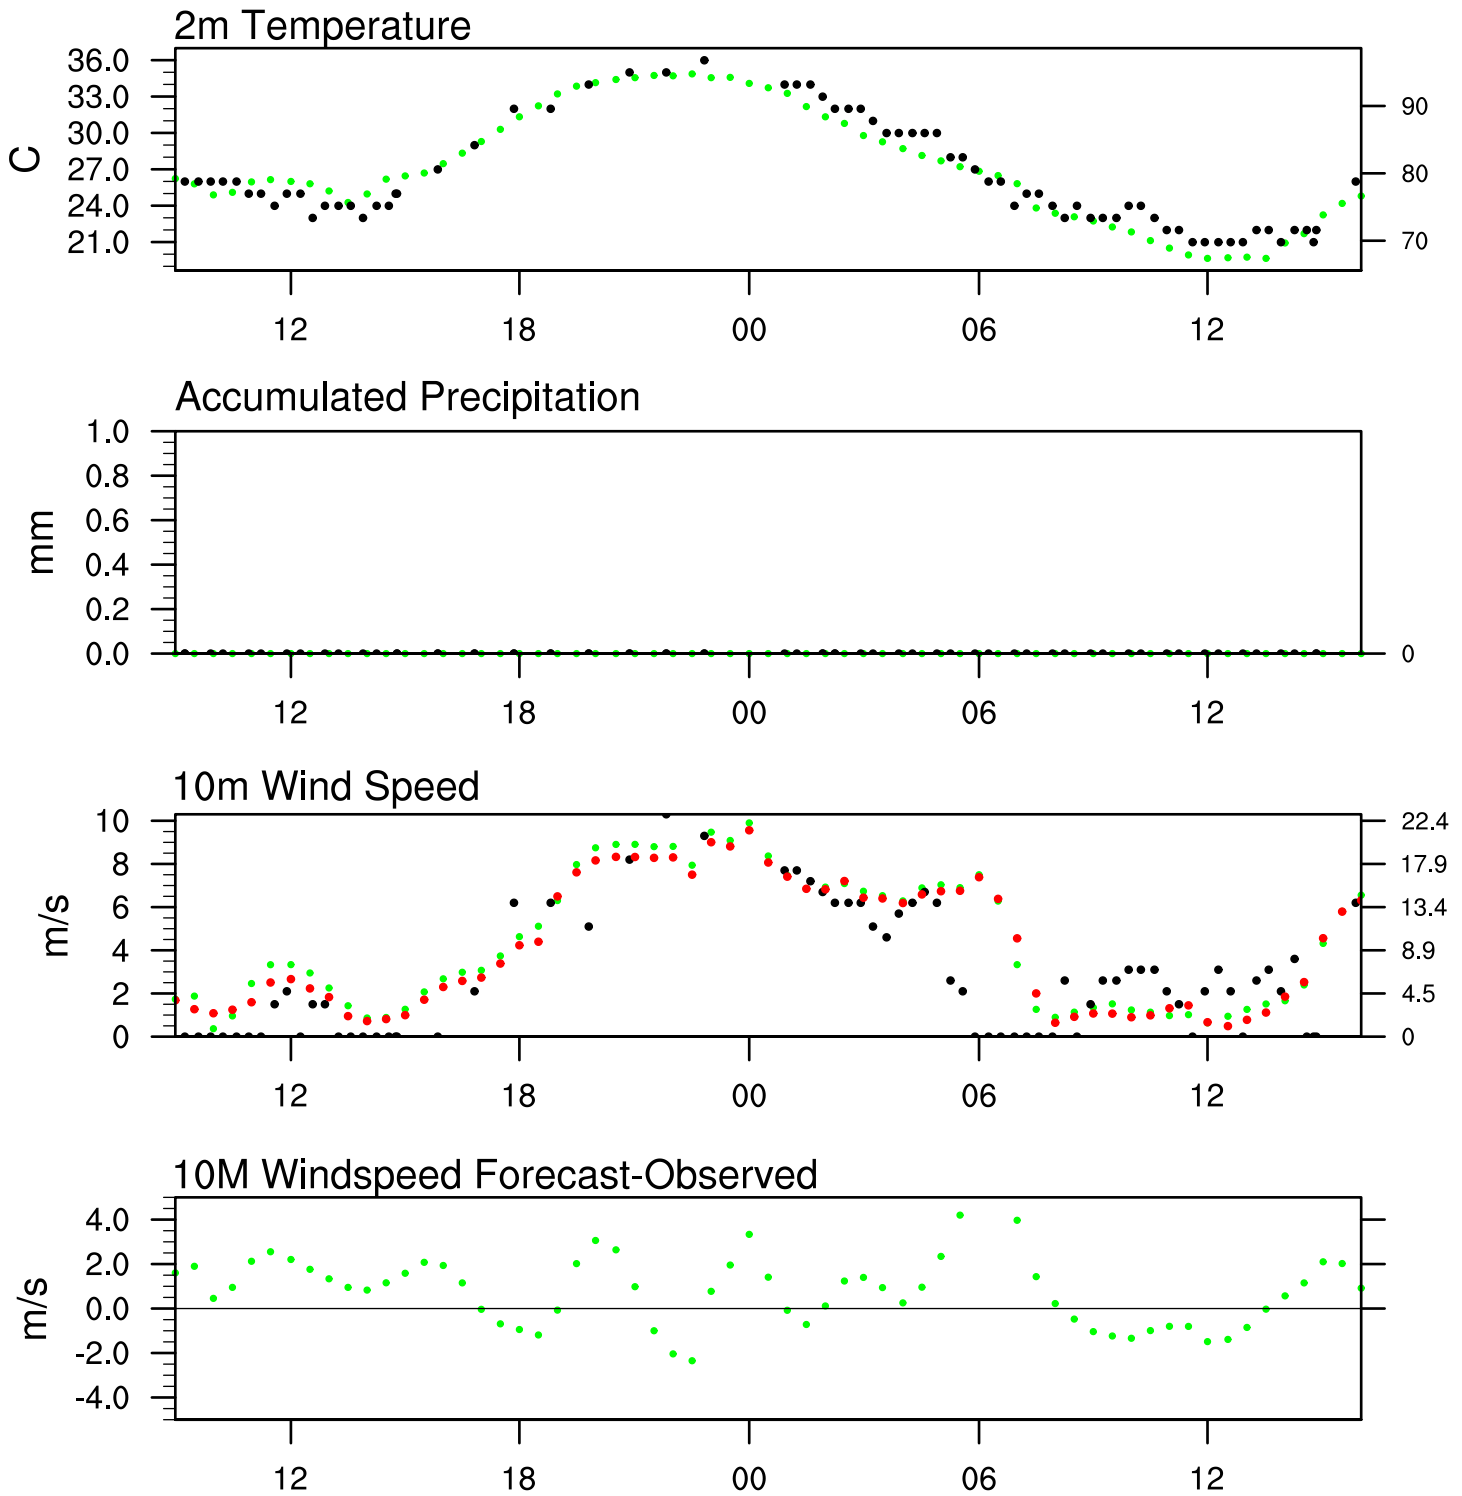 2m Temperature
36.0
33.0
30.0
27.0
24.0
21.0
C
90
80
70
12 18 00 06 12
Accumulated Precipitation
1.0
0.8
0.6
0.4
0.2
0.0
mm
0
12 18 00 06 12
10m Wind Speed
10
8
6
4
2
0
m/s
22.4
17.9
13.4
8.9
4.5
0
12 18 00 06 12
10M Windspeed Forecast-Observed
4.0
2.0
0.0
-2.0
-4.0
m/s
12 18 00 06 12